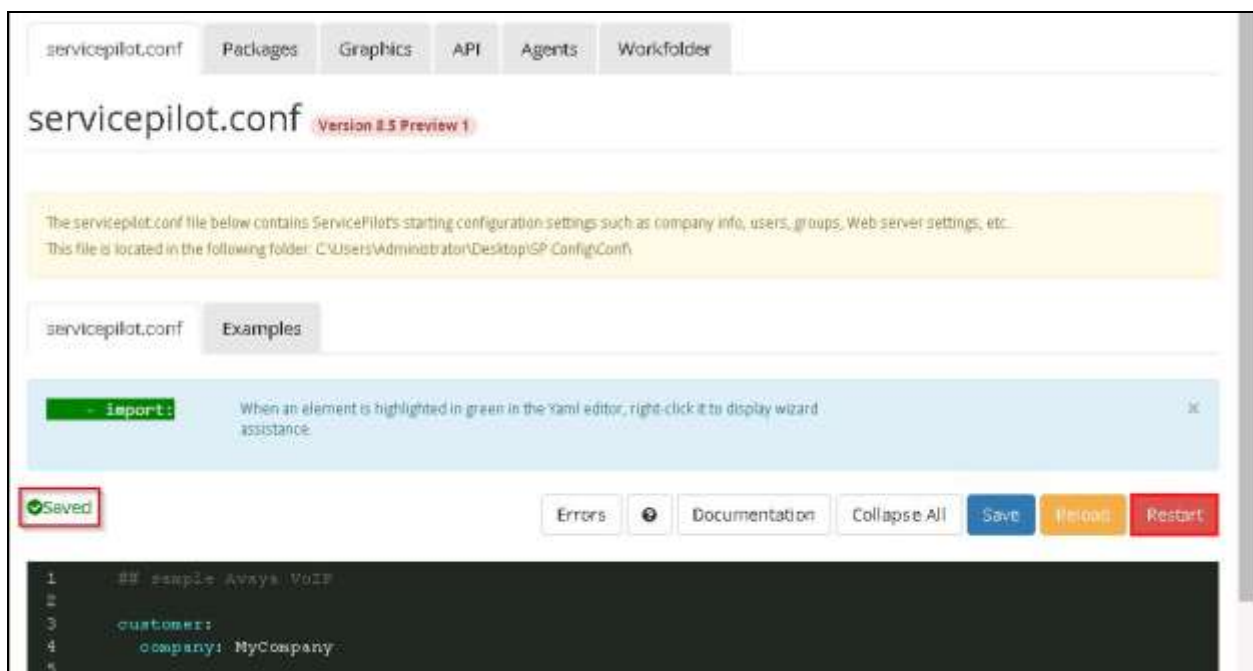 servicepilot.conf Packages Graphics API Agents Workfolder
servicepilot.conf Version 8.5 Preview 1
The servicepilot.conf file below contains ServicePilot's starting configuration settings such as company info, users, groups, Web server settings, etc.
This file is located in the following folder: C:\Users\Administrator\Desktop\SP Config\Conf\
servicepilot.conf Examples
- import: When an element is highlighted in green in the Yaml editor, right-click it to display wizard
assistance.
×
Saved Errors Documentation Collapse All Save Reload Restart
1 ## sample Avaya VoIP
2
3 customer:
4 company: MyCompany
5